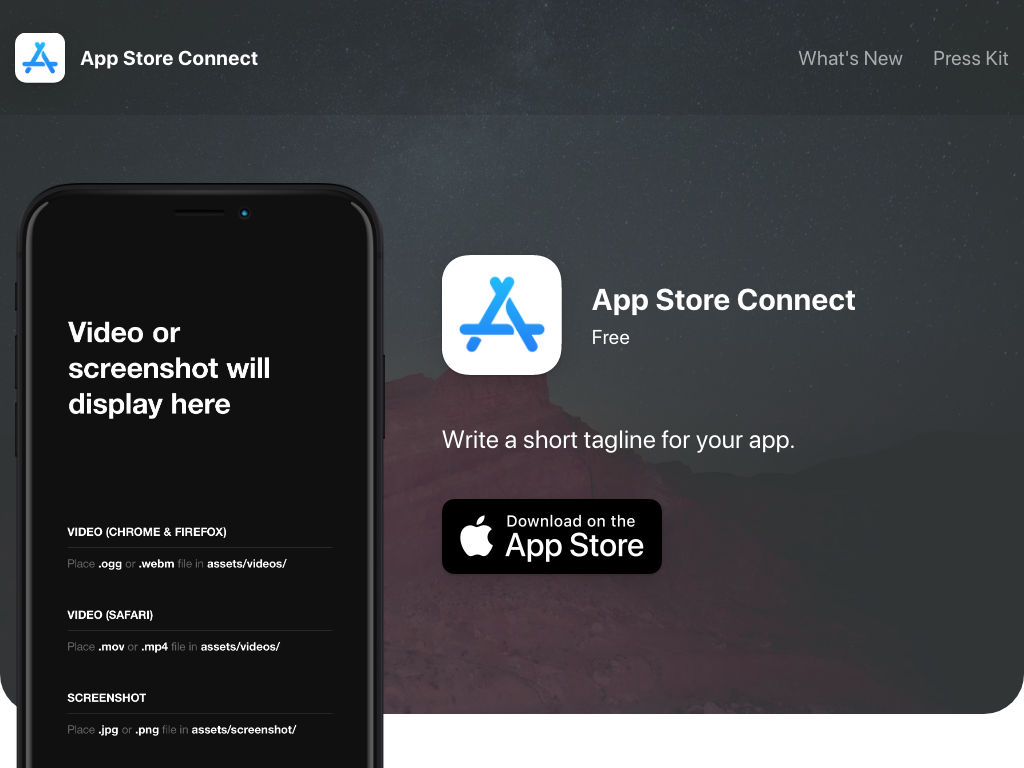 App Store Connect
What's New
Press Kit
Video or
screenshot will
display here
VIDEO (CHROME & FIREFOX)
Place .ogg or .webm file in assets/videos/
VIDEO (SAFARI)
Place .mov or .mp4 file in assets/videos/
SCREENSHOT
Place .jpg or .png file in assets/screenshot/
App Store Connect
Free
Write a short tagline for your app.
Download on the
App Store